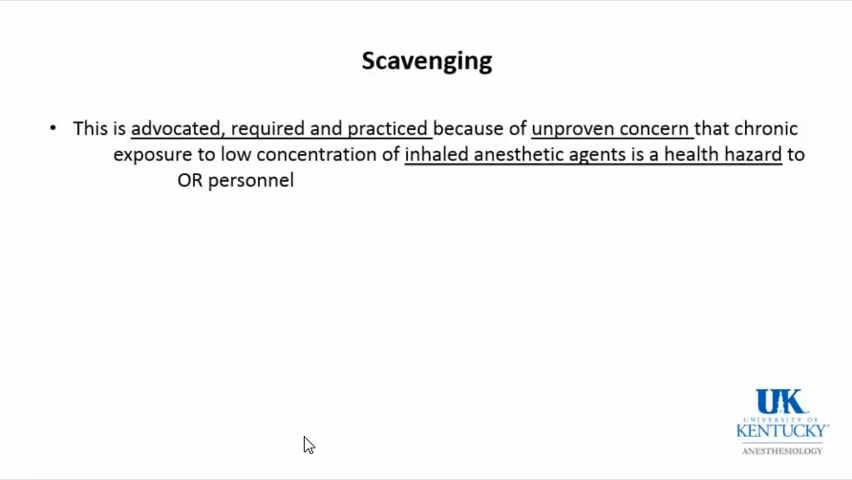 Scavenging
• This is advocated, required and practiced because of unproven concern that chronic
exposure to low concentration of inhaled anesthetic agents is a health hazard to
OR personnel
UK
UNIVERSITY OF
KENTUCKY
ANESTHESIOLOGY